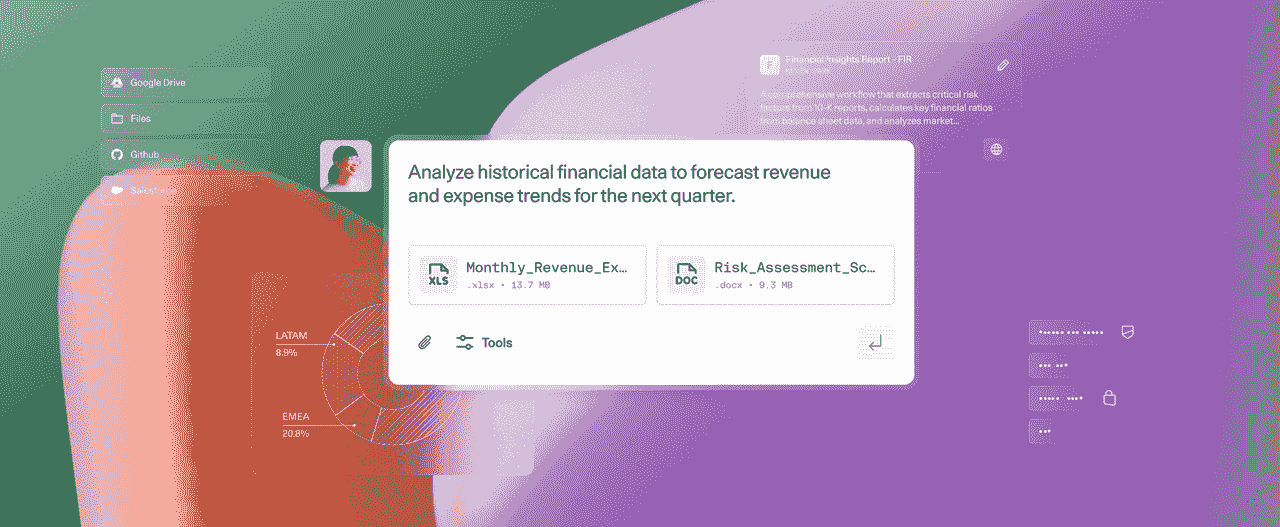 Google Drive
Files
Github
Salesforce
Financial Insights Report - FIR
A comprehensive workflow that extracts critical risk
factors from 10-K reports, calculates key financial ratios
from balance sheet data, and analyzes market...
Analyze historical financial data to forecast revenue
and expense trends for the next quarter.
XLS
Monthly_Revenue_Ex…
.xlsx • 13.7 MB
DOC
Risk_Assessment_Sc…
.docx • 9.3 MB
Tools
LATAM
8.9%
EMEA
20.8%